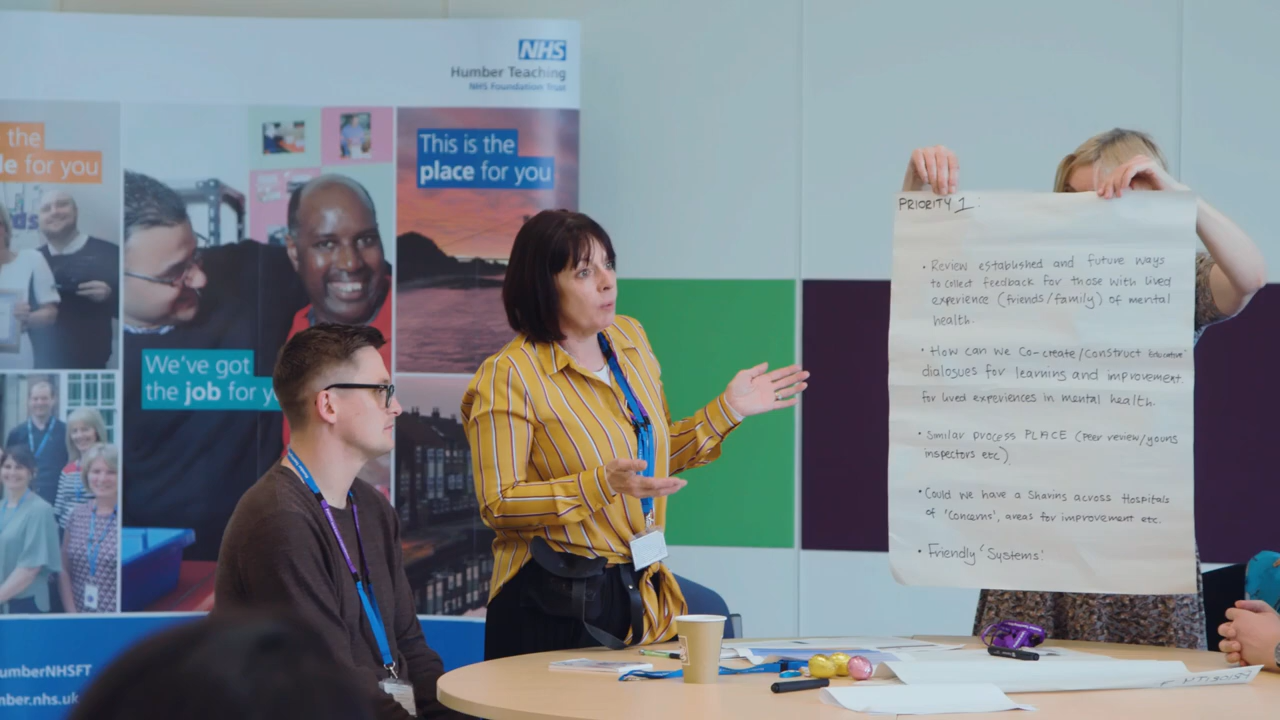 NHS
Humber Teaching
NHS Foundation Trust
the
for you
This is the
place for you
We've got
the job for
umberNHSFT
mber.nhs.uk
PRIORITY 1:
• Review established and future ways
to collect feedback for those with lived
experience (friends/family) of mental
health.
• How can we Co-create/Construct
dialogues for learning and improvement.
for lived experiences in mental health.
• Similar process PLACE (peer review/young
inspectors etc)
• Could we have a Sharing across Hospitals
of 'Concerns', areas for improvement etc.
• Friendly 'Systems!